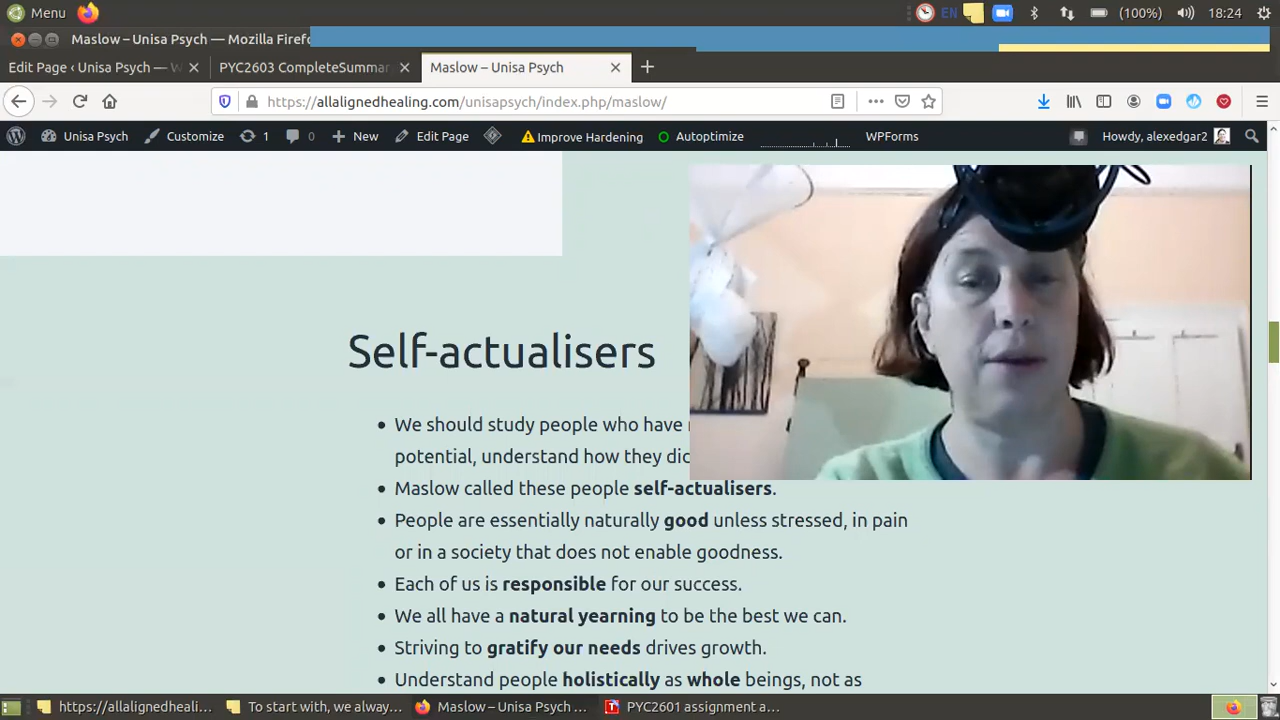 Menu
EN
(100%)
18:24
Maslow – Unisa Psych — Mozilla Firefo
Edit Page ‹ Unisa Psych —
PYC2603 CompleteSummar
Maslow – Unisa Psych
https://allalignedhealing.com/unisapsych/index.php/maslow/
Unisa Psych
Customize
1
0
New
Edit Page
Improve Hardening
Autoptimize
WPForms
Howdy, alexedgar2
Self-actualisers
We should study people who have
potential, understand how they
Maslow called these people self-actualisers.
People are essentially naturally good unless stressed, in pain
or in a society that does not enable goodness.
Each of us is responsible for our success.
We all have a natural yearning to be the best we can.
Striving to gratify our needs drives growth.
Understand people holistically as whole beings, not as
https://allalignedheali...
To start with, we alway...
Maslow – Unisa Psych ...
PYC2601 assignment a...